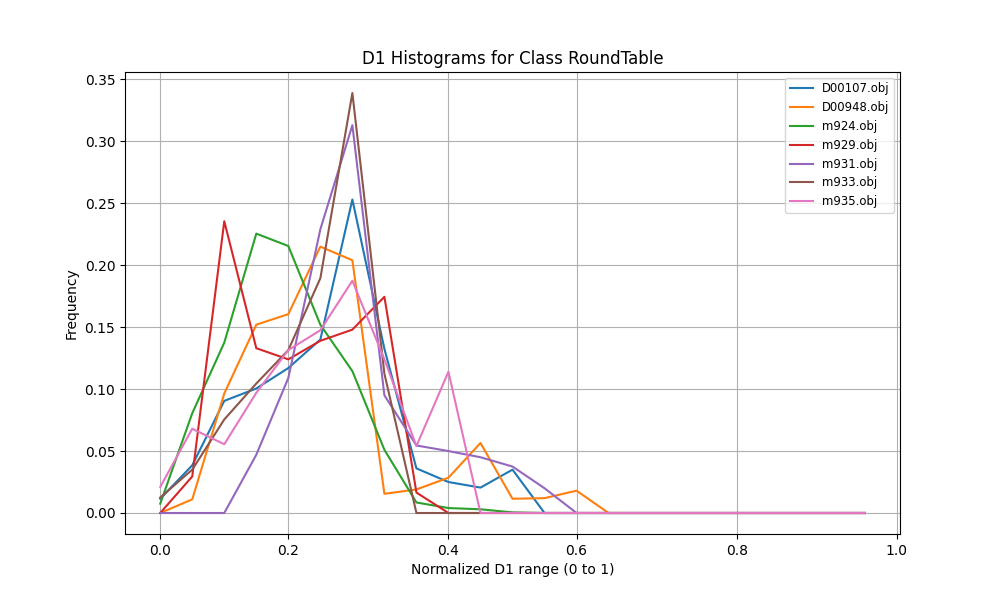 D1 Histograms for Class RoundTable
0.35
0.30
0.25
0.20
0.15
0.10
0.05
0.00
Frequency
D00107.obj
D00948.obj
m924.obj
m929.obj
m931.obj
m933.obj
m935.obj
0.0 0.2 0.4 0.6 0.8 1.0
Normalized D1 range (0 to 1)